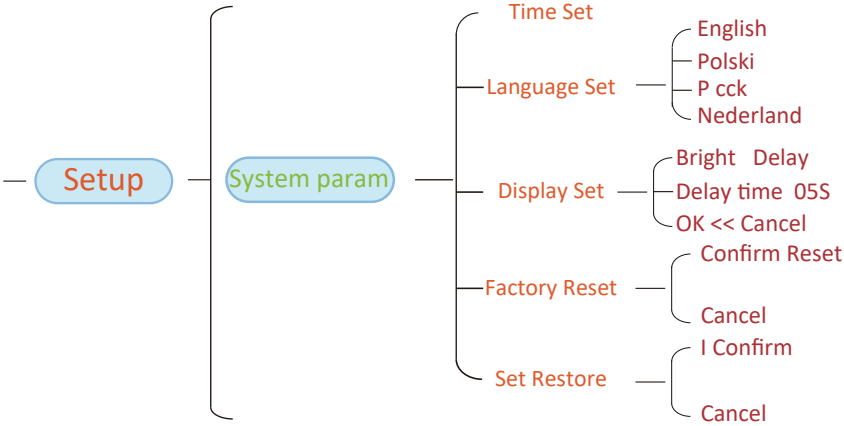 Setup
System param
Time Set
Language Set
English
Polski
P cck
Nederland
Display Set
Bright Delay
Delay time 05S
OK << Cancel
Factory Reset
Confirm Reset
Cancel
Set Restore
I Confirm
Cancel